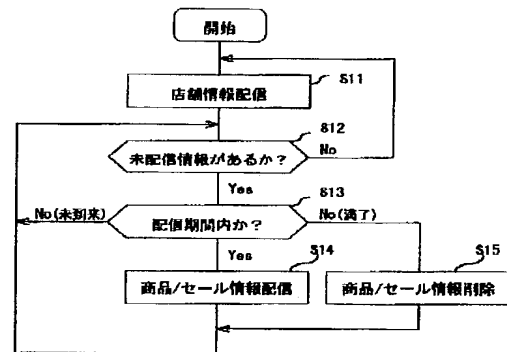 開始
店舗情報配信
S11
未配信情報があるか?
S12
No
Yes
配信期間内か?
S13
No(未到来)
No(満了)
Yes
商品/セール情報配信
S14
商品/セール情報削除
S15